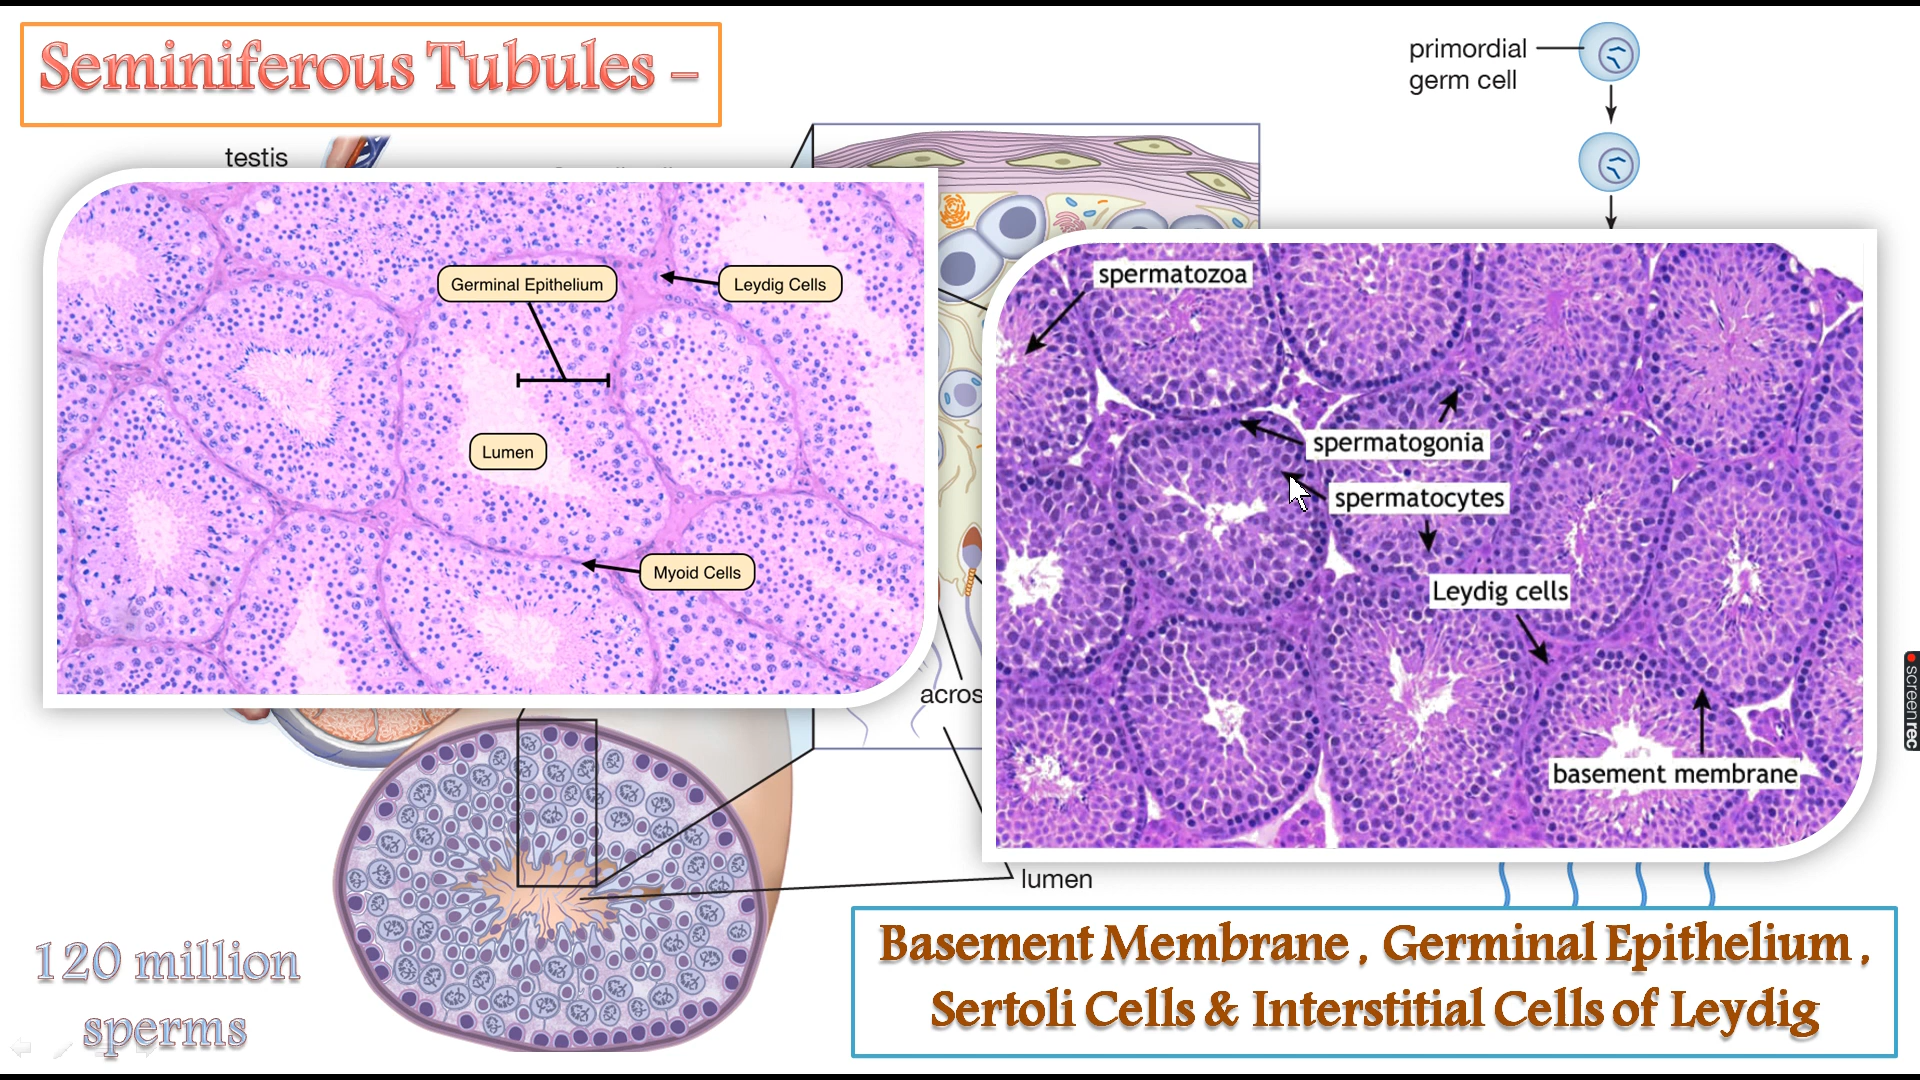 Seminiferous Tubules –
primordial
germ cell
testis
Germinal Epithelium
Leydig Cells
Lumen
Myoid Cells
spermatozoa
spermatogonia
spermatocytes
Leydig cells
basement membrane
acros
lumen
120 million
sperms
Basement Membrane , Germinal Epithelium ,
Sertoli Cells & Interstitial Cells of Leydig
screenrec